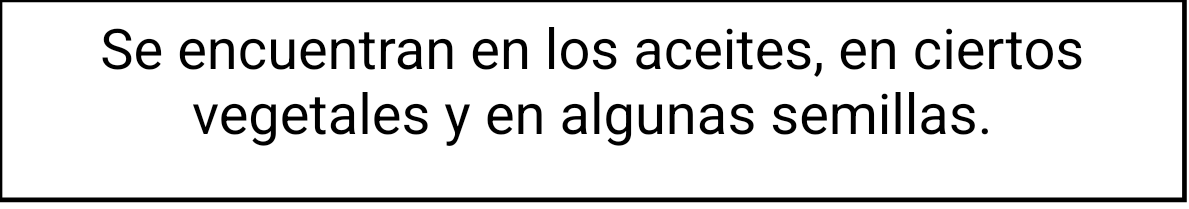 Se encuentran en los aceites, en ciertos
vegetales y en algunas semillas.